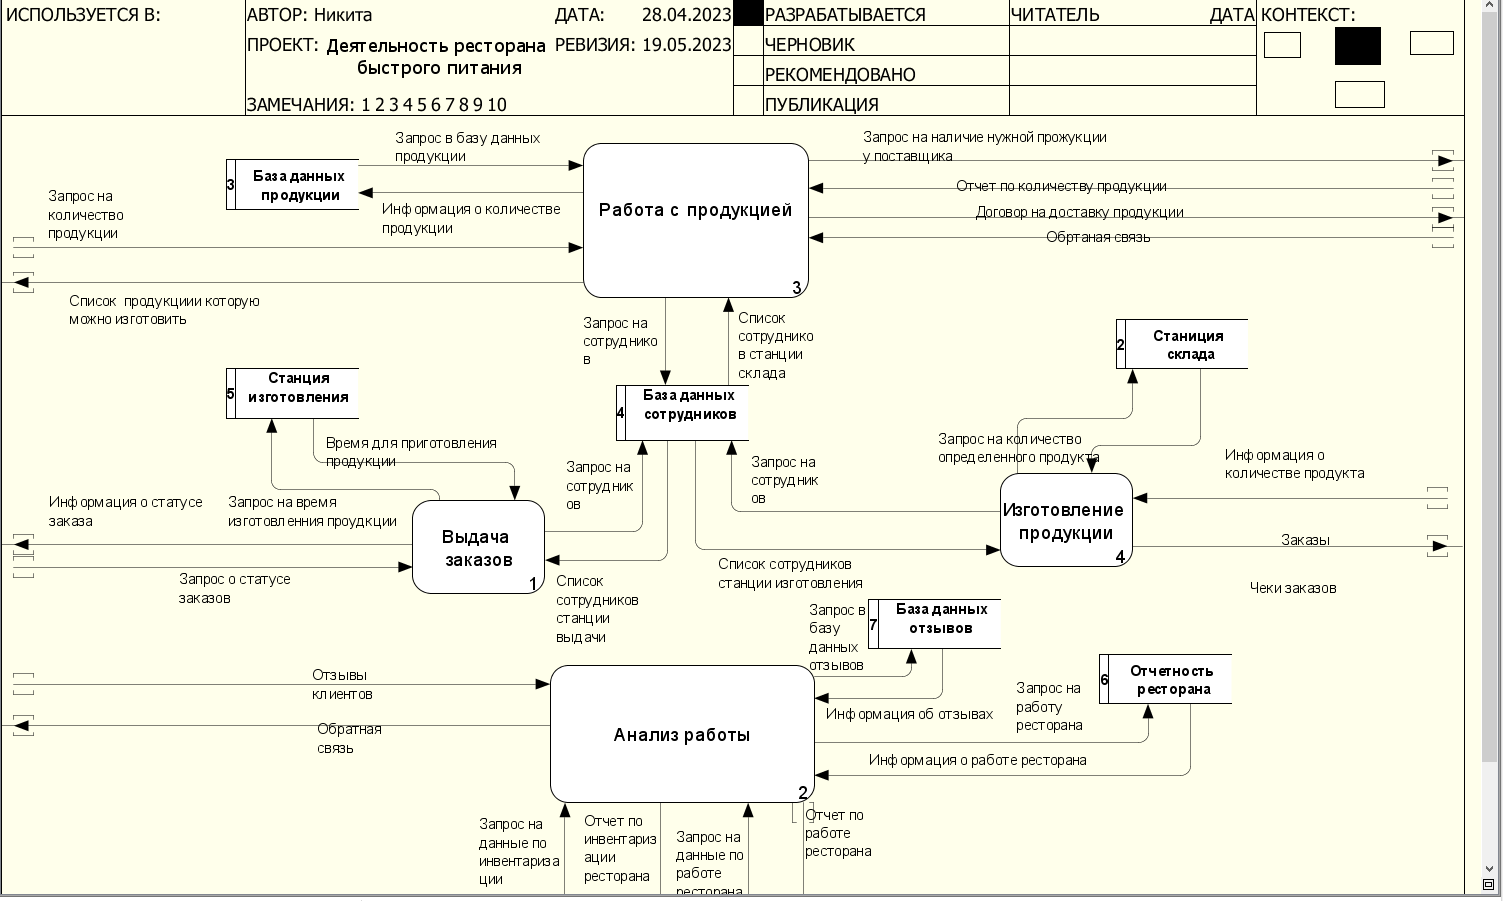 ИСПОЛЬЗУЕТСЯ В:
АВТОР: Никита
ДАТА: 28.04.2023
РАЗРАБАТЫВАЕТСЯ
ЧИТАТЕЛЬ
ДАТА
КОНТЕКСТ:
ПРОЕКТ: Деятельность ресторана
быстрого питания
РЕВИЗИЯ: 19.05.2023
ЧЕРНОВИК
РЕКОМЕНДОВАНО
ЗАМЕЧАНИЯ: 1 2 3 4 5 6 7 8 9 10
ПУБЛИКАЦИЯ
Запрос в базу данных
продукции
3
База данных
продукции
Информация о количестве
продукции
Запрос на
количество
продукции
Список продукциии которую
можно изготовить
Работа с продукцией
3
Запрос на наличие нужной прожукции
у поставщика
Отчет по количеству продукции
Договор на доставку продукции
Обртаная связь
Запрос на
сотруднико
в
Список
сотруднико
в станции
склада
2
Станиция
склада
5
Станция
изготовления
4
База данных
сотрудников
Время для приготовления
продукции
Запрос на
сотрудник
ов
Запрос на
сотрудник
ов
Запрос на количество
определенного продукта
Информация о
количестве продукта
Информация о статусе
заказа
Запрос на время
изготовленния проудкции
Выдача
заказов
1
Изготовление
продукции
4
Заказы
Запрос о статусе
заказов
Список
сотрудников
станции
выдачи
Список сотрудников
станции изготовления
Чеки заказов
Запрос в
базу
данных
отзывов
7
База данных
отзывов
Отзывы
клиентов
Обратная
связь
Анализ работы
2
Информация об отзывах
Запрос на
работу
ресторана
6
Отчетность
ресторана
Информация о работе ресторана
Запрос на
данные по
инвентариза
ции
Отчет по
инвентариз
ации
ресторана
Запрос на
данные по
работе
ресторана
Отчет по
работе
ресторана